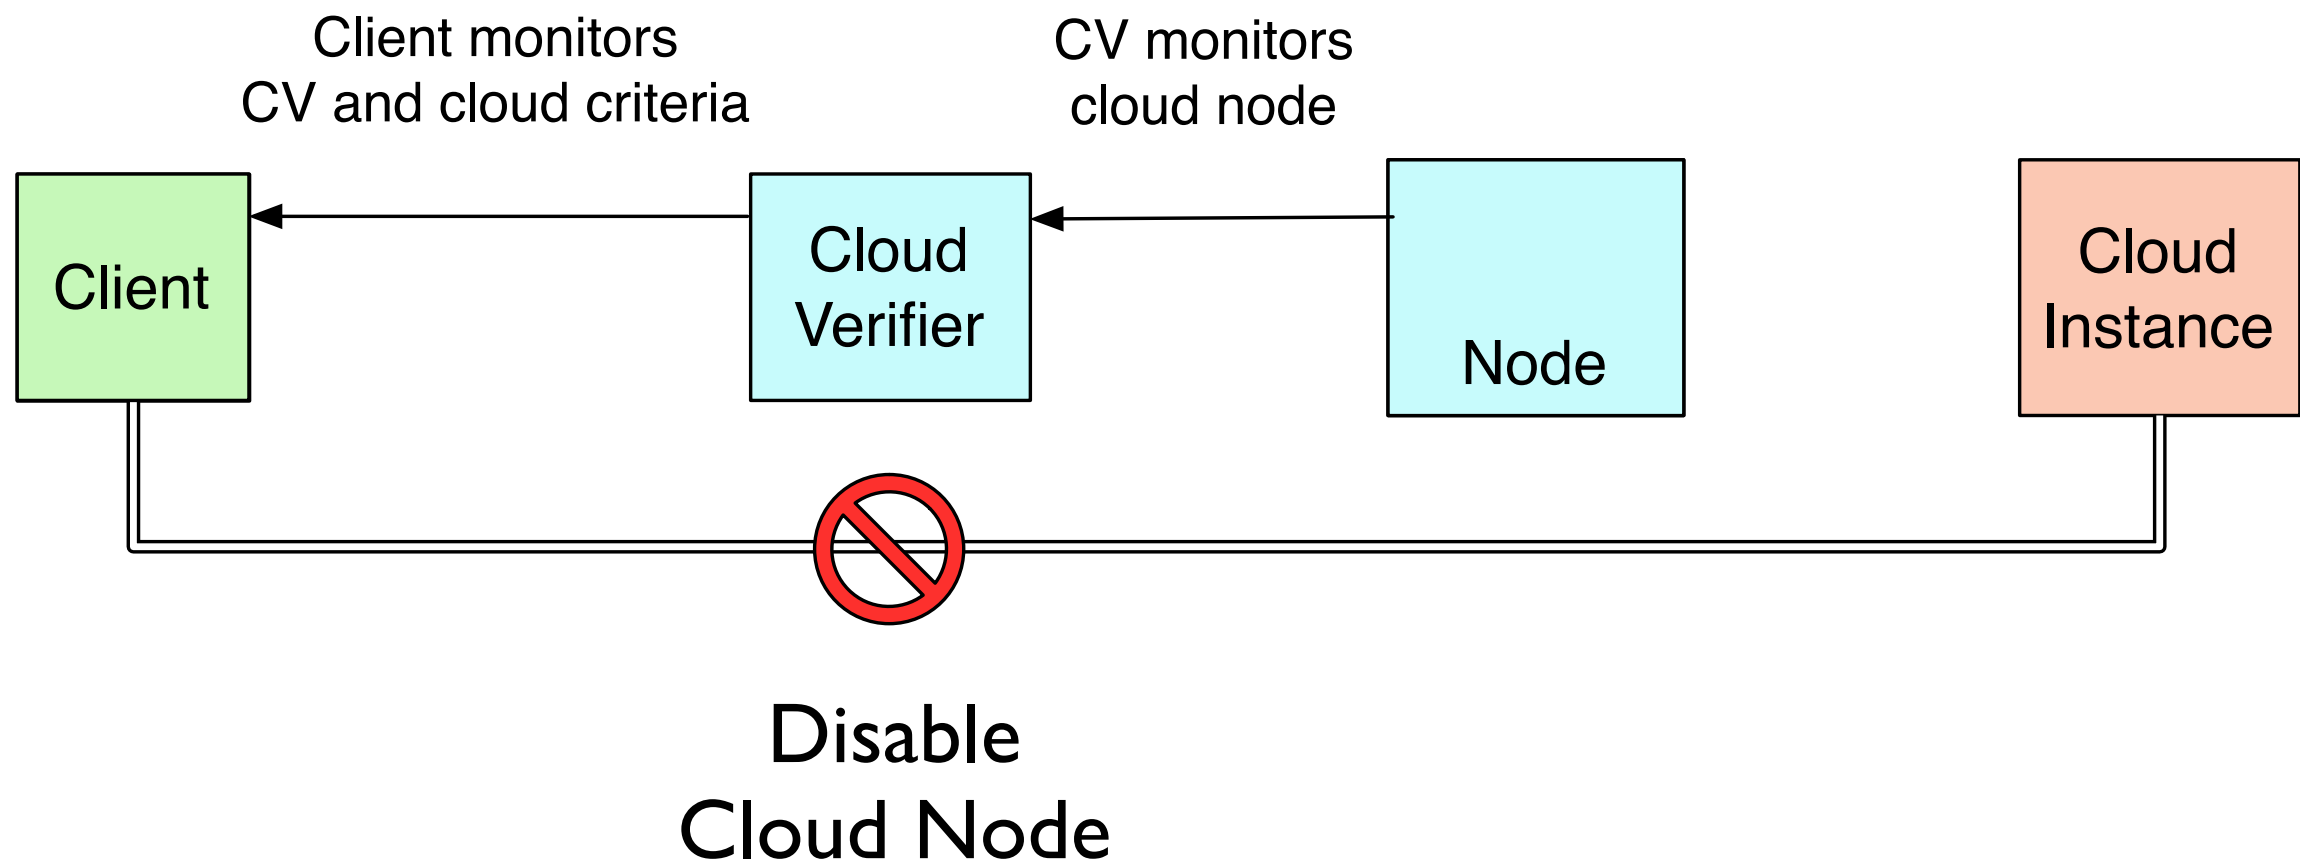 Client monitors
CV and cloud criteria
CV monitors
cloud node
Client
Cloud
Verifier
Node
Cloud
Instance
Disable
Cloud Node